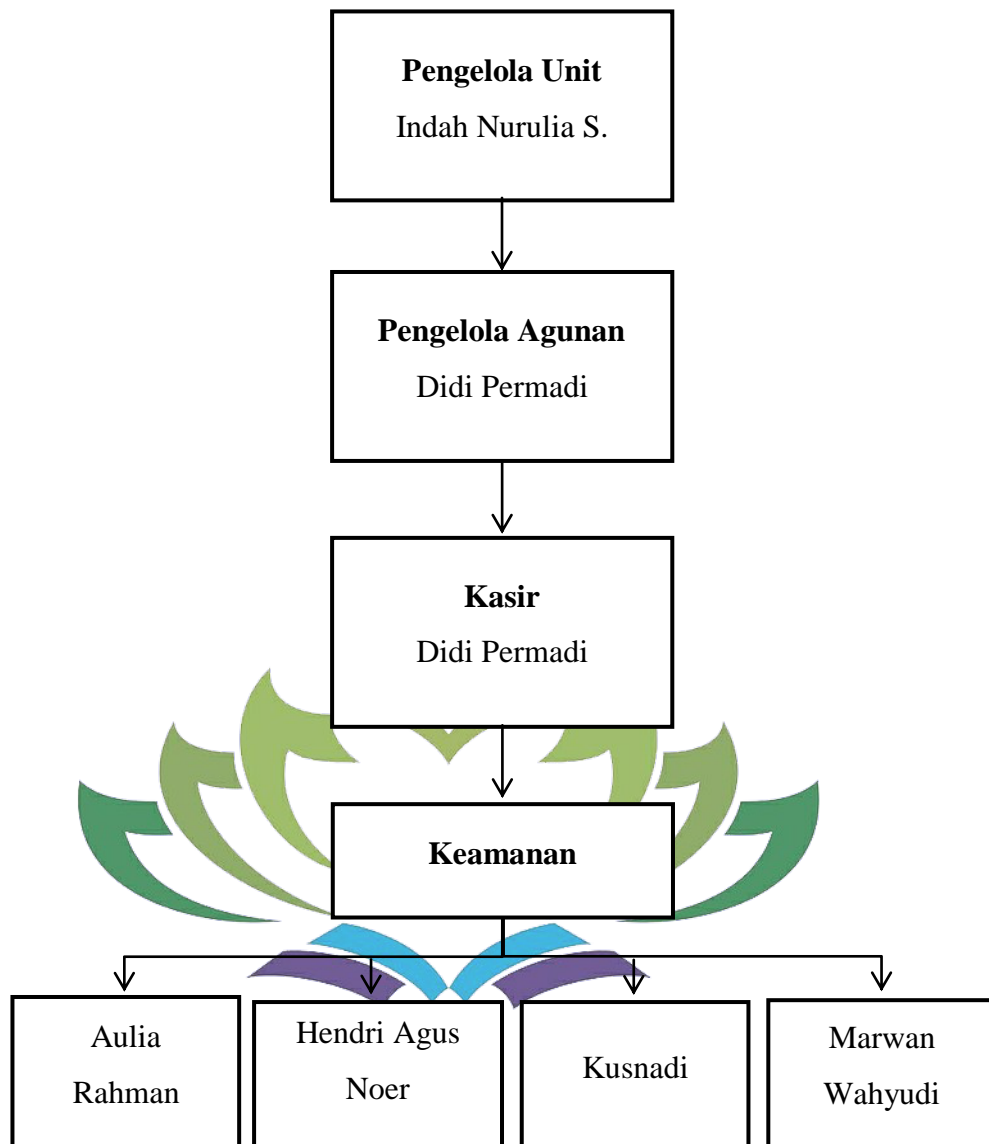 Pengelola Unit
Indah Nurulia S.
Pengelola Agunan
Didi Permadi
Kasir
Didi Permadi
Keamanan
Aulia
Rahman
Hendri Agus
Noer
Kusnadi
Marwan
Wahyudi